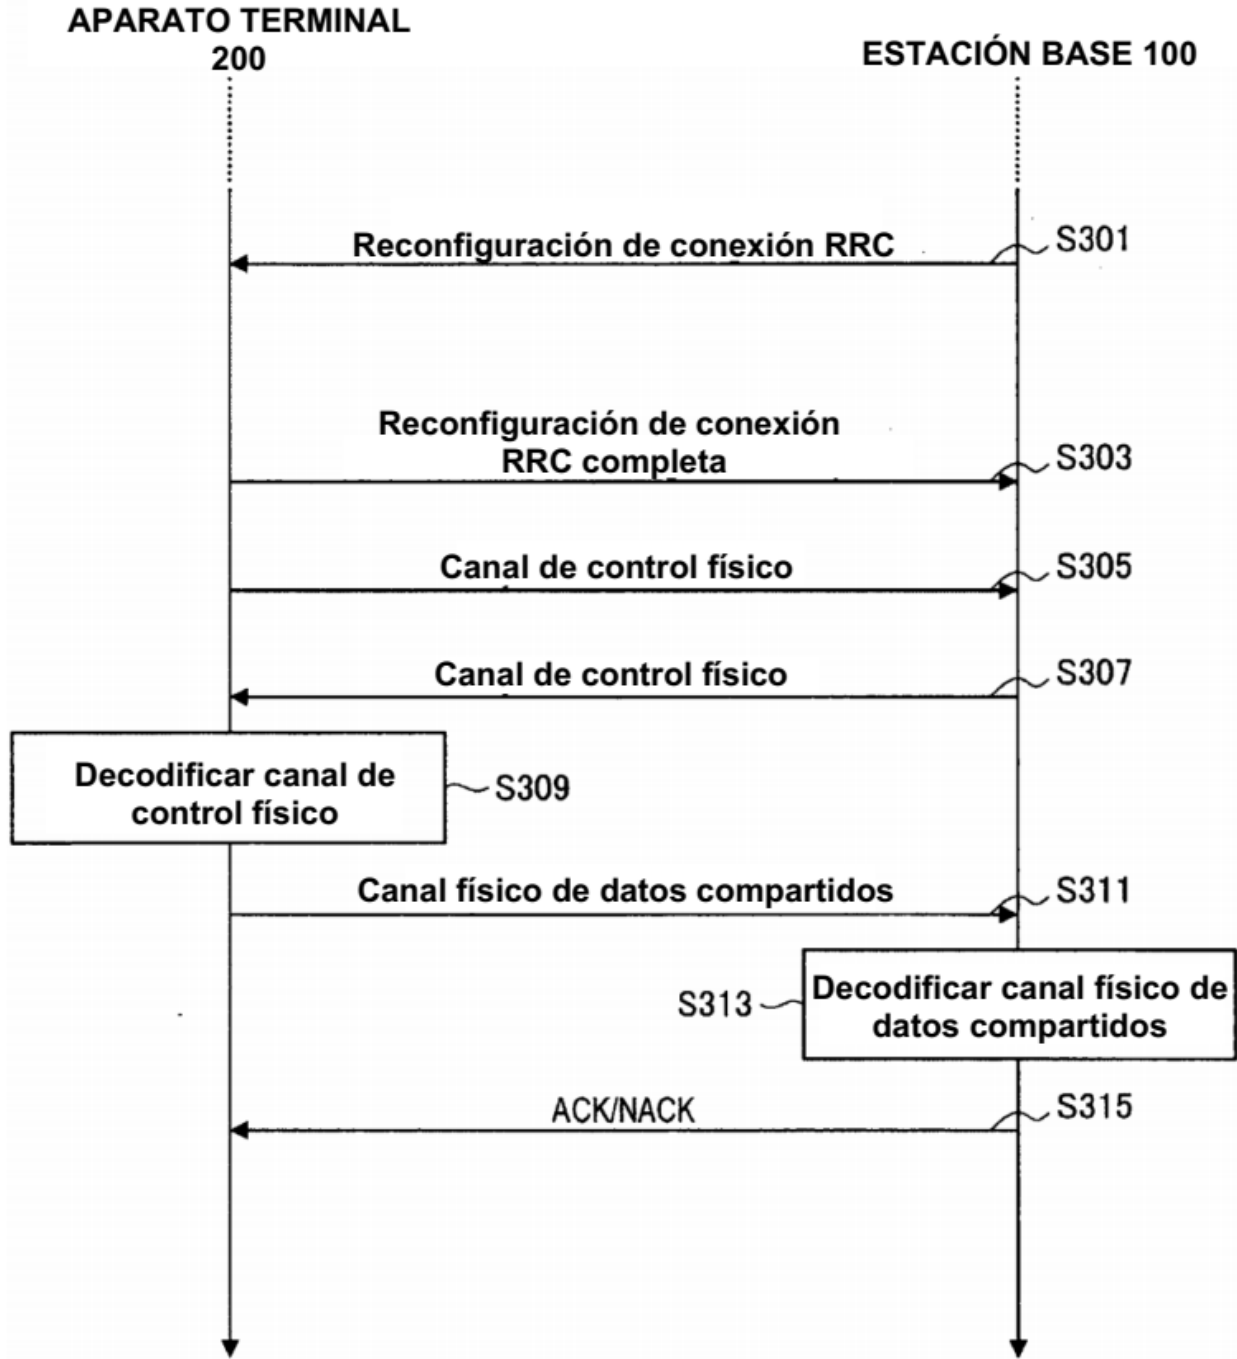 APARATO TERMINAL
200
ESTACIÓN BASE 100
Reconfiguración de conexión RRC
S301
Reconfiguración de conexión
RRC completa
S303
Canal de control físico
S305
Canal de control físico
S307
Decodificar canal de
control físico
S309
Canal físico de datos compartidos
S311
S313
Decodificar canal físico de
datos compartidos
ACK/NACK
S315